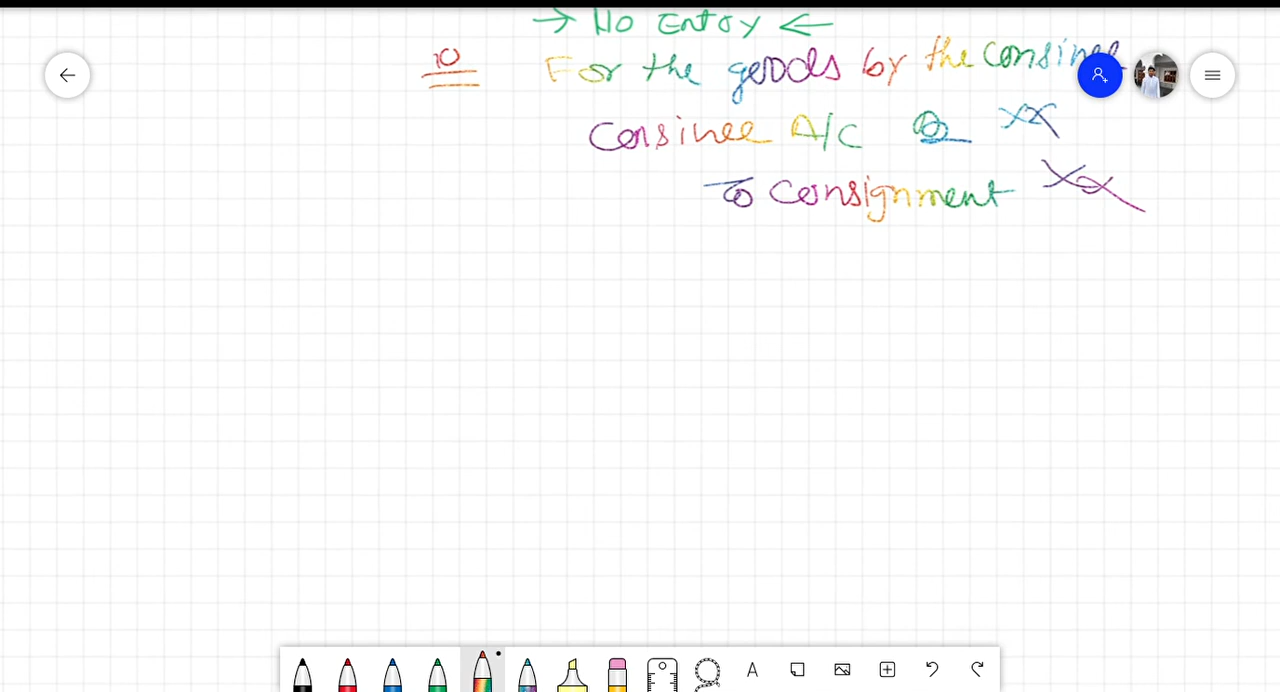 → No Entry ←
10 For the goods by the Consinee
Consinee A/C Dr xx
To Consignment xx
A